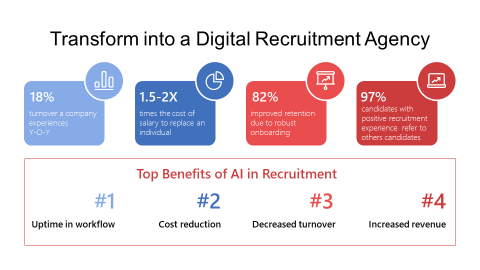 Transform into a Digital Recruitment Agency
18%
turnover a company
experiences
Y-O-Y
1.5-2X
times the cost of
salary to replace an
individual
82%
improved retention
due to robust
onboarding
97%
candidates with
positive recruitment
experience refer to
others candidates
Top Benefits of AI in Recruitment
#1
Uptime in workflow
#2
Cost reduction
#3
Decreased turnover
#4
Increased revenue